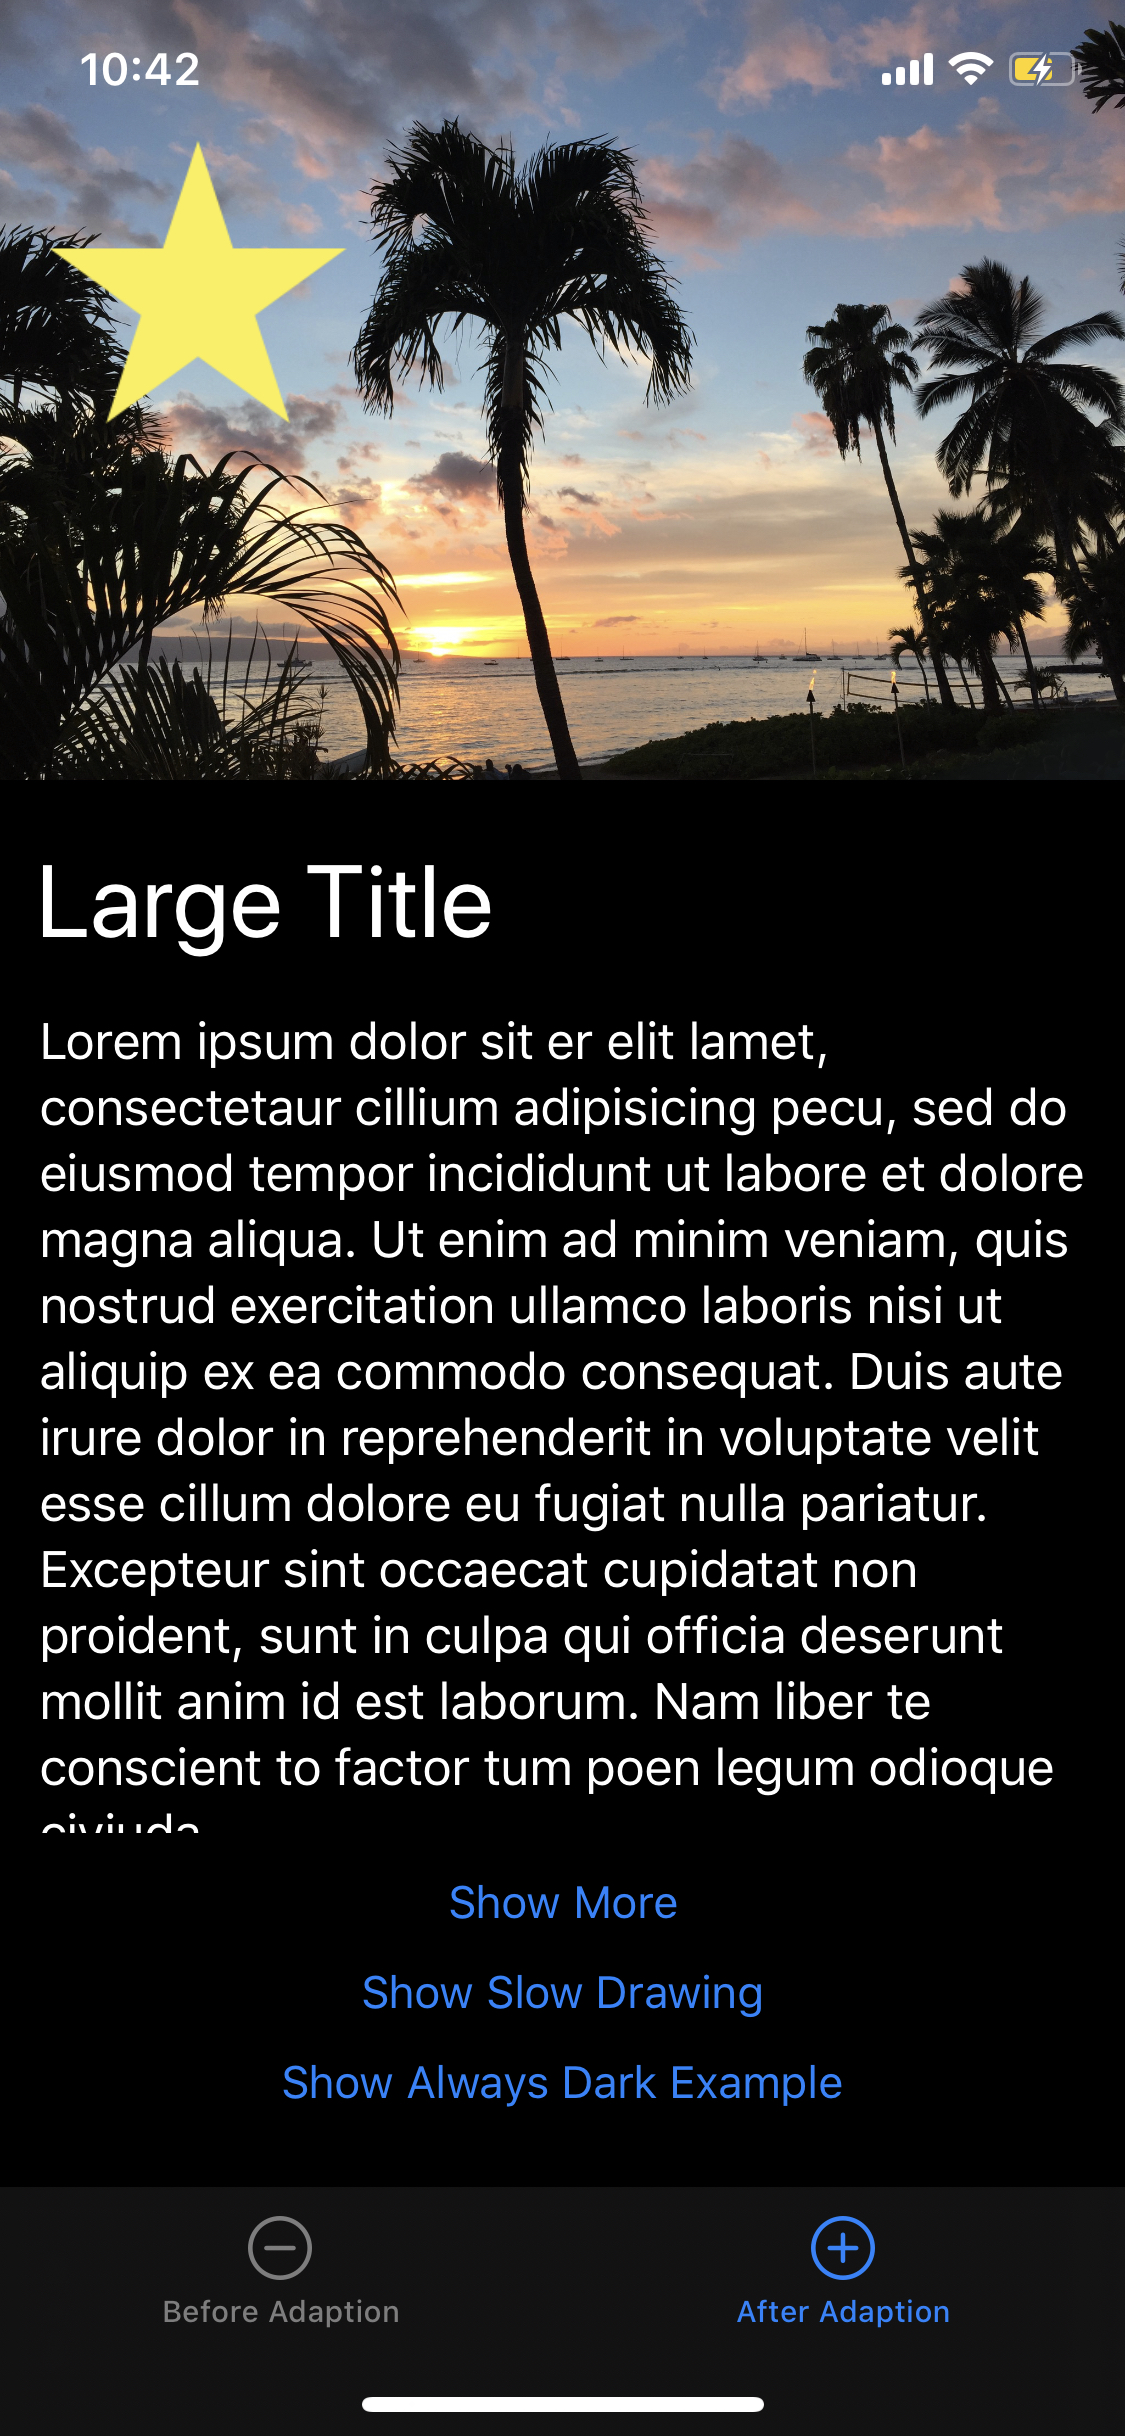 10:42
Large Title
Lorem ipsum dolor sit er elit lamet,
consectetaur cillium adipisicing pecu, sed do
eiusmod tempor incididunt ut labore et dolore
magna aliqua. Ut enim ad minim veniam, quis
nostrud exercitation ullamco laboris nisi ut
aliquip ex ea commodo consequat. Duis aute
irure dolor in reprehenderit in voluptate velit
esse cillum dolore eu fugiat nulla pariatur.
Excepteur sint occaecat cupidatat non
proident, sunt in culpa qui officia deserunt
mollit anim id est laborum. Nam liber te
conscient to factor tum poen legum odioque
Show More
Show Slow Drawing
Show Always Dark Example
Before Adaption
After Adaption